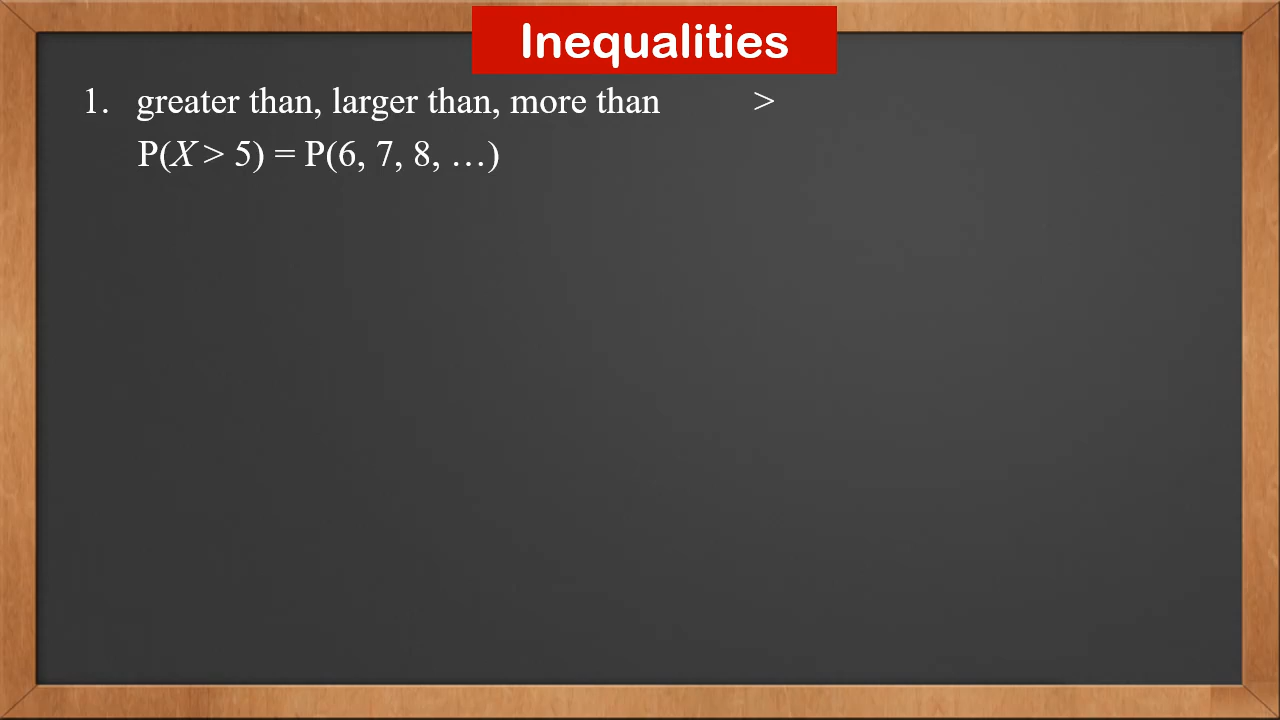 Inequalities
1. greater than, larger than, more than >
P(X > 5) = P(6, 7, 8, …)